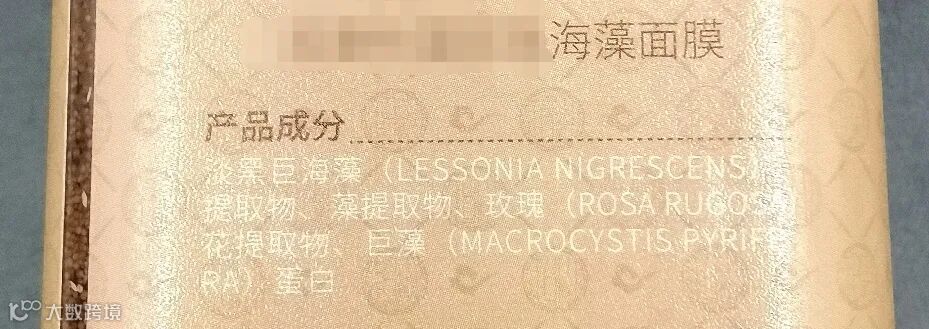 海藻面膜
产品成分
淡黑巨海藻（LESSONIA NIGRESCENS）
提取物、藻提取物、玫瑰（ROSA RUGOSA）
花提取物、巨藻（MACROCYSTIS PYRIFE
RA）蛋白
大数跨境